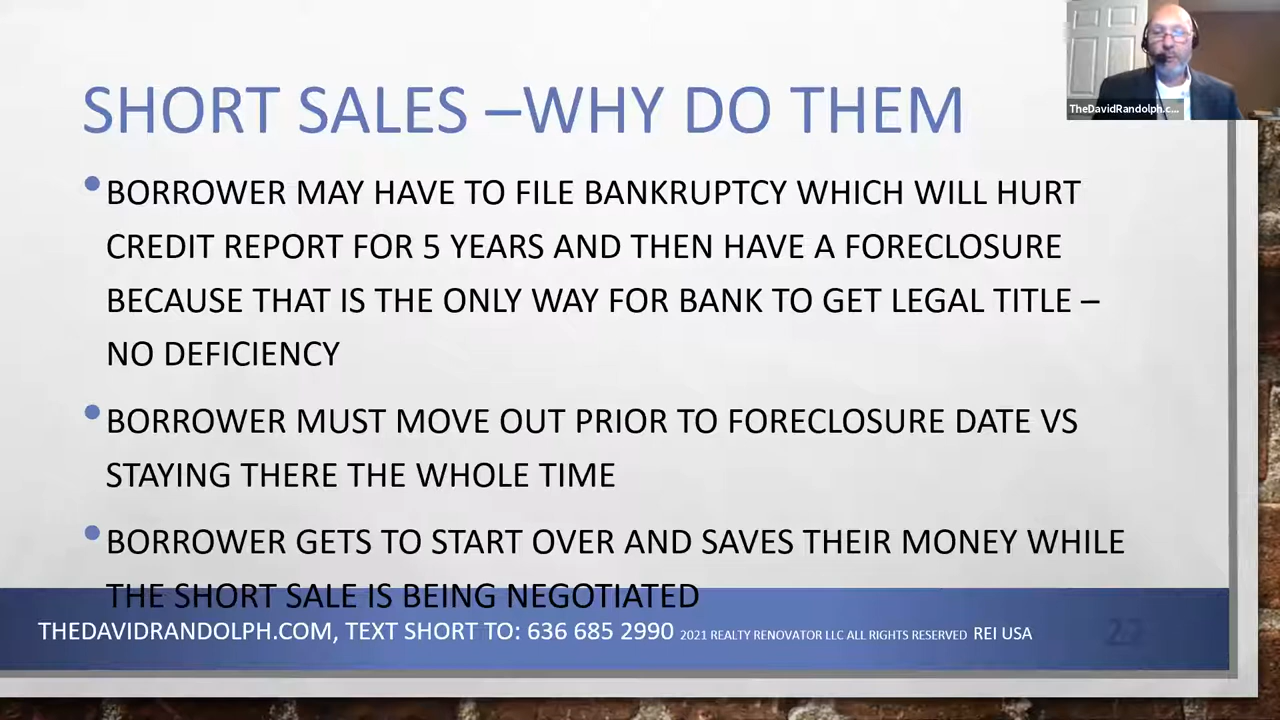 SHORT SALES –WHY DO THEM
TheDavidRandolph.c...
•BORROWER MAY HAVE TO FILE BANKRUPTCY WHICH WILL HURT
CREDIT REPORT FOR 5 YEARS AND THEN HAVE A FORECLOSURE
BECAUSE THAT IS THE ONLY WAY FOR BANK TO GET LEGAL TITLE –
NO DEFICIENCY
•BORROWER MUST MOVE OUT PRIOR TO FORECLOSURE DATE VS
STAYING THERE THE WHOLE TIME
•BORROWER GETS TO START OVER AND SAVES THEIR MONEY WHILE
THE SHORT SALE IS BEING NEGOTIATED
THEDAVIDRANDOLPH.COM, TEXT SHORT TO: 636 685 2990 2021 REALTY RENOVATOR LLC ALL RIGHTS RESERVED REI USA